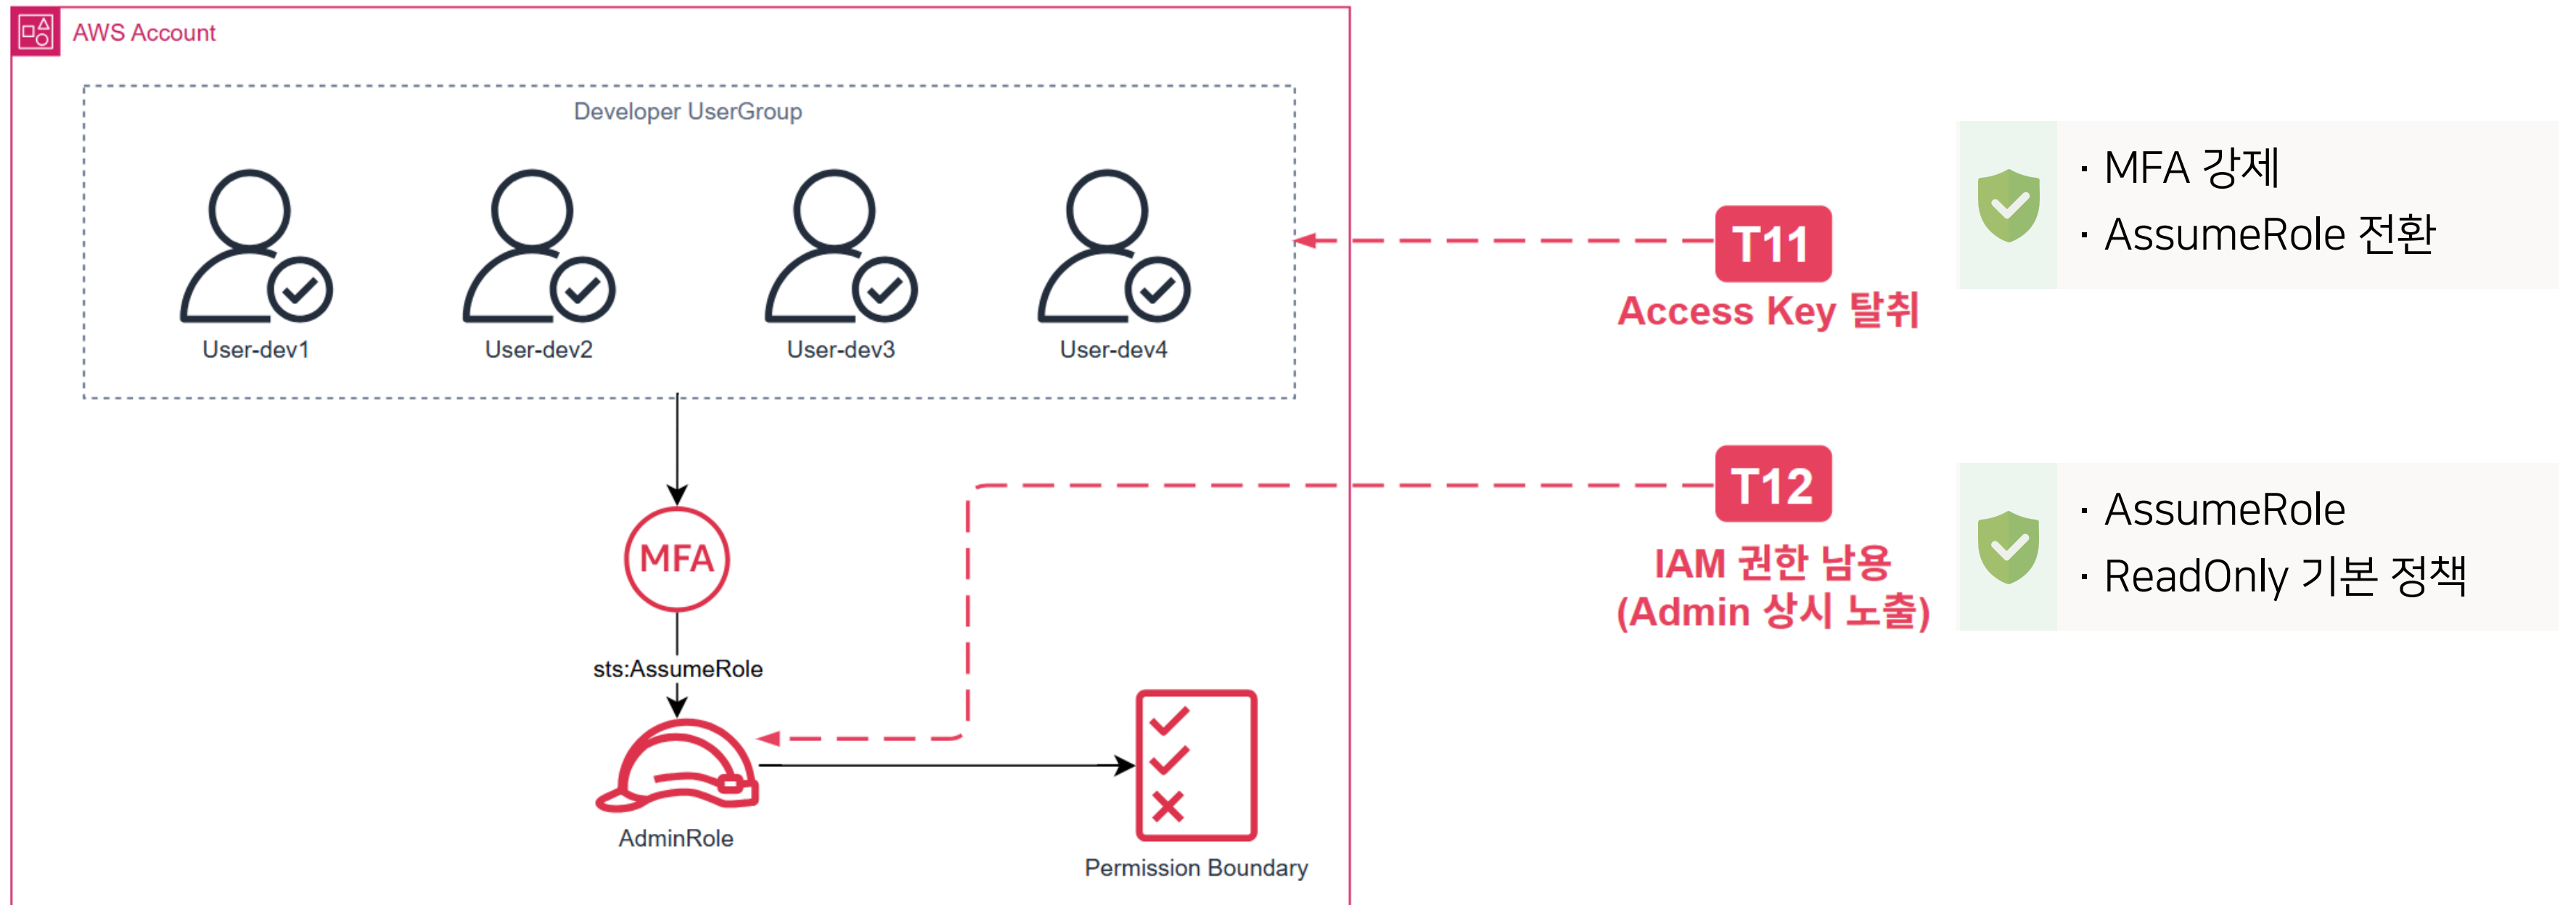 AWS Account
Developer UserGroup
User-dev1
User-dev2
User-dev3
User-dev4
MFA
sts:AssumeRole
AdminRole
Permission Boundary
T11
Access Key 탈취
· MFA 강제
· AssumeRole 전환
T12
IAM 권한 남용
(Admin 상시 노출)
· AssumeRole
· ReadOnly 기본 정책